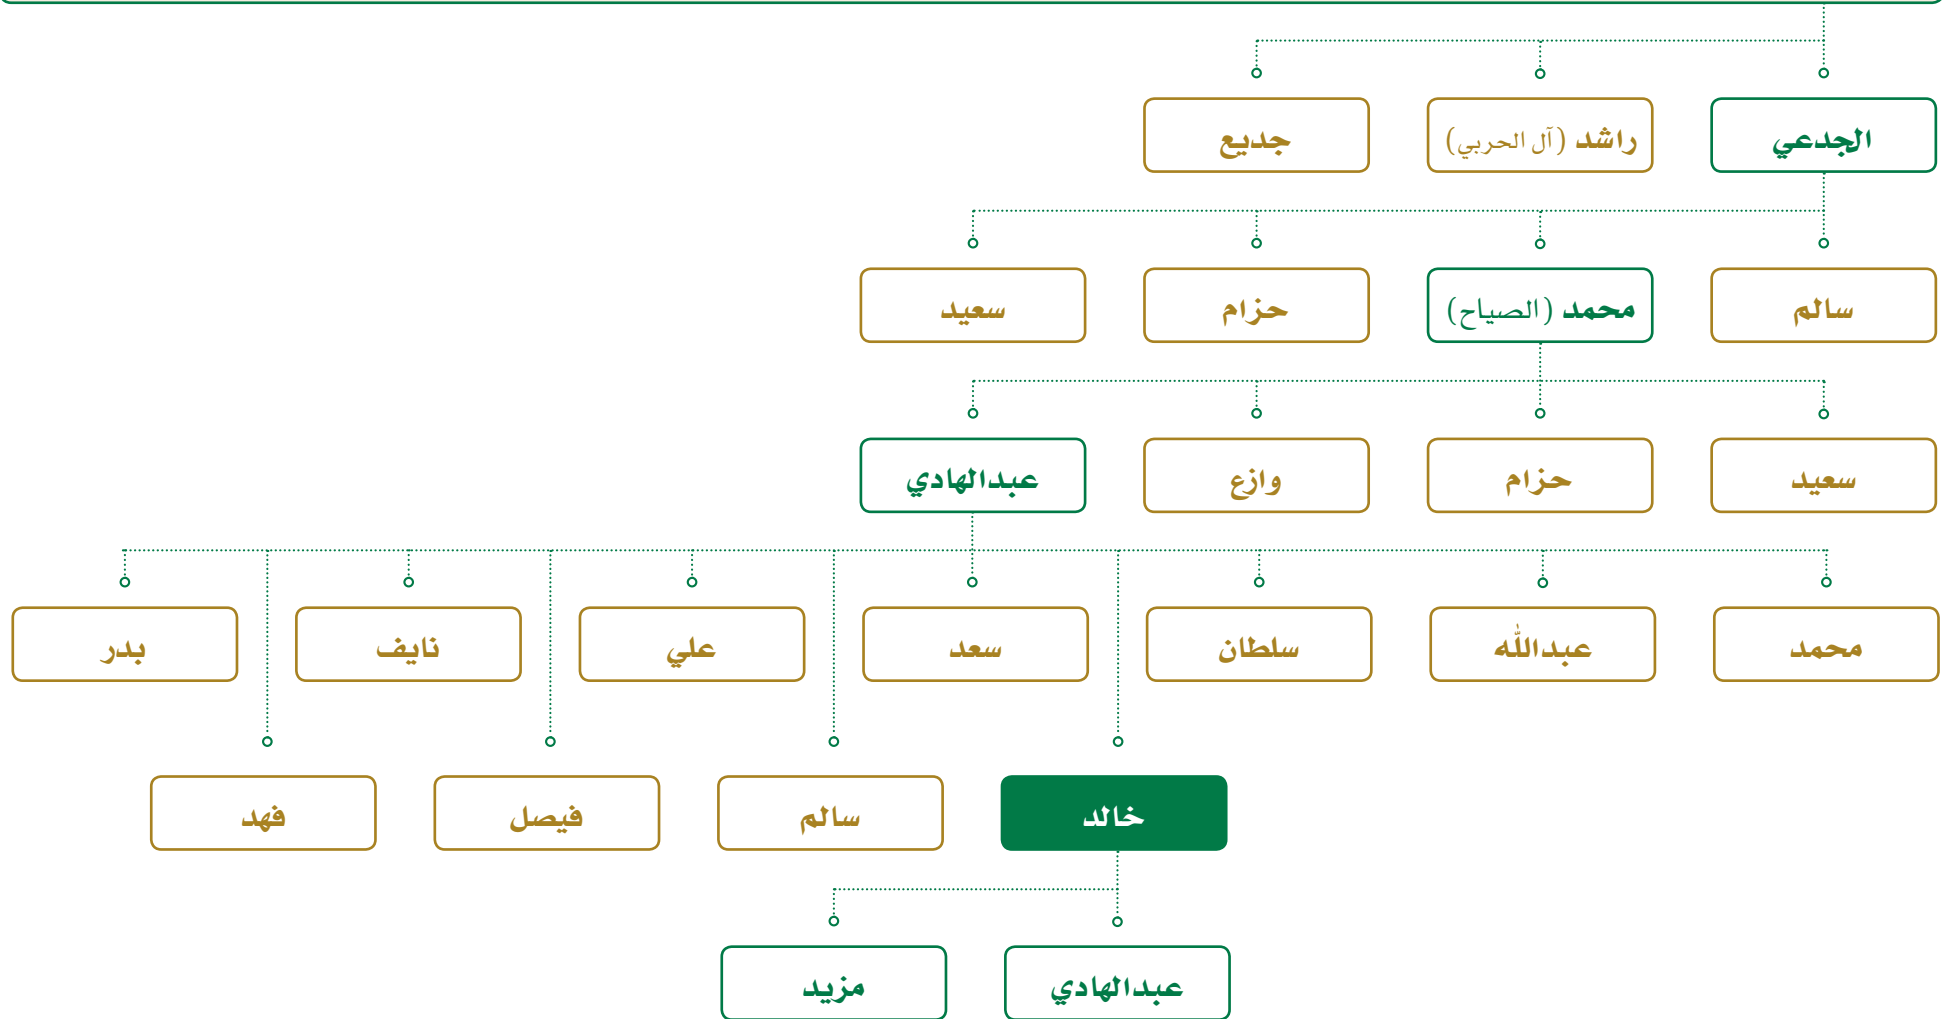 الجدعي
راشد (آل الحربي)
جديع
سالم
محمد (الصياح)
حزام
سعيد
سعيد
حزام
وازع
عبدالهادي
محمد
عبدالله
سلطان
سعد
علي
نايف
بدر
خالد
سالم
فيصل
فهد
عبدالهادي
مزيد